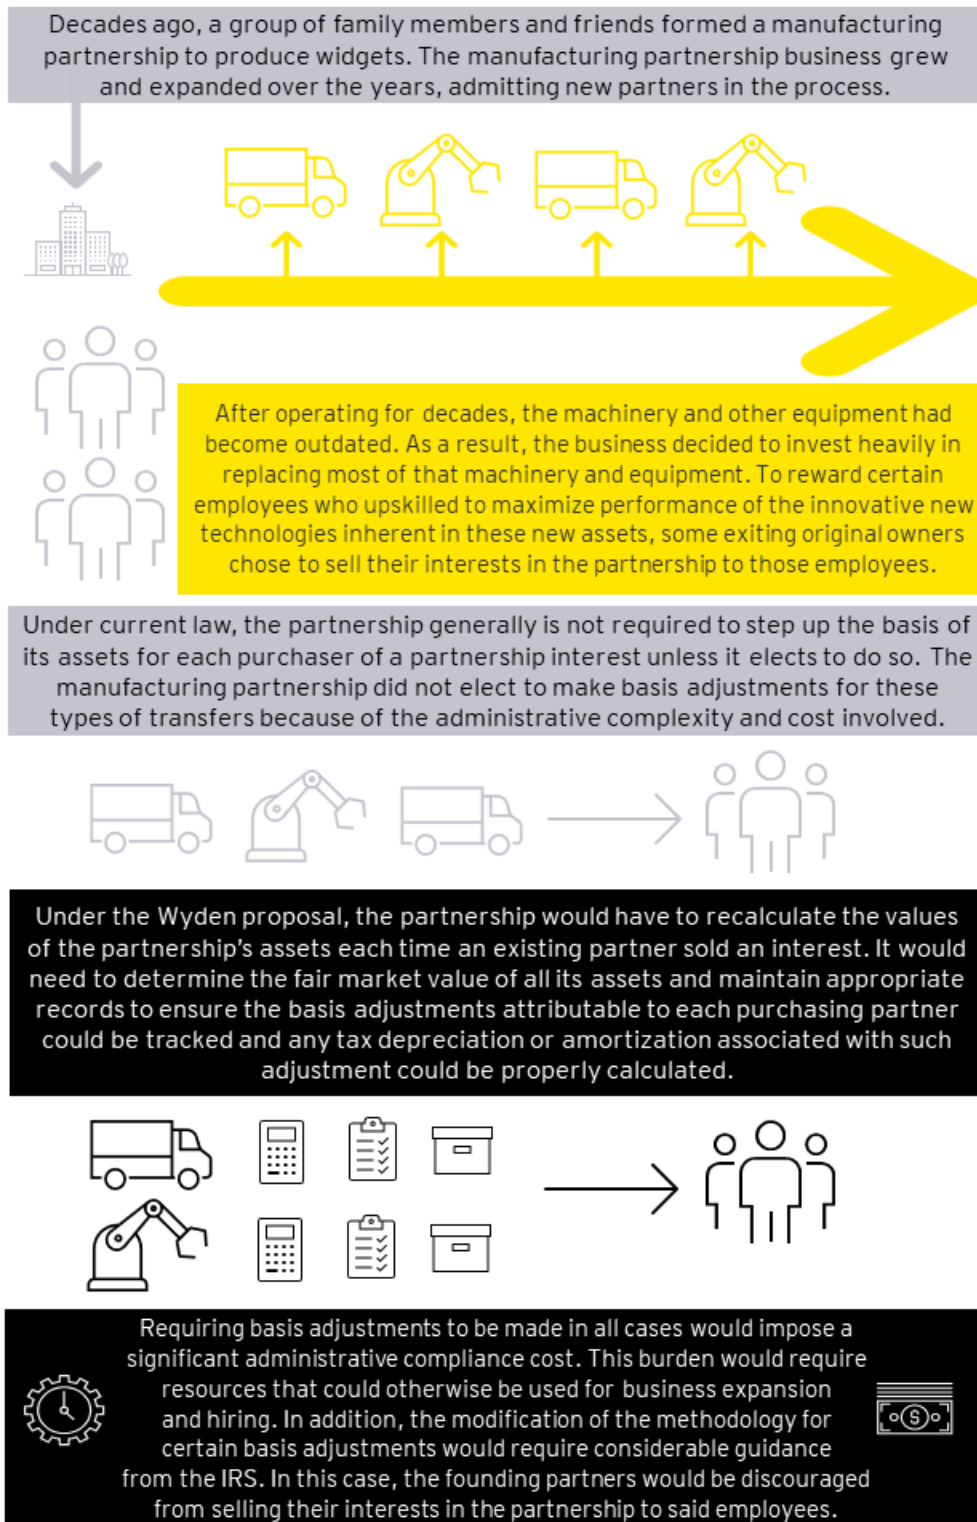 Decades ago, a group of family members and friends formed a manufacturing
partnership to produce widgets. The manufacturing partnership business grew
and expanded over the years, admitting new partners in the process.
After operating for decades, the machinery and other equipment had
become outdated. As a result, the business decided to invest heavily in
replacing most of that machinery and equipment. To reward certain
employees who upskilled to maximize performance of the innovative new
technologies inherent in these new assets, some exiting original owners
chose to sell their interests in the partnership to those employees.
Under current law, the partnership generally is not required to step up the basis of
its assets for each purchaser of a partnership interest unless it elects to do so. The
manufacturing partnership did not elect to make basis adjustments for these
types of transfers because of the administrative complexity and cost involved.
Under the Wyden proposal, the partnership would have to recalculate the values
of the partnership's assets each time an existing partner sold an interest. It would
need to determine the fair market value of all its assets and maintain appropriate
records to ensure the basis adjustments attributable to each purchasing partner
could be tracked and any tax depreciation or amortization associated with such
adjustment could be properly calculated.
Requiring basis adjustments to be made in all cases would impose a
significant administrative compliance cost. This burden would require
resources that could otherwise be used for business expansion
and hiring. In addition, the modification of the methodology for
certain basis adjustments would require considerable guidance
from the IRS. In this case, the founding partners would be discouraged
from selling their interests in the partnership to said employees.
$